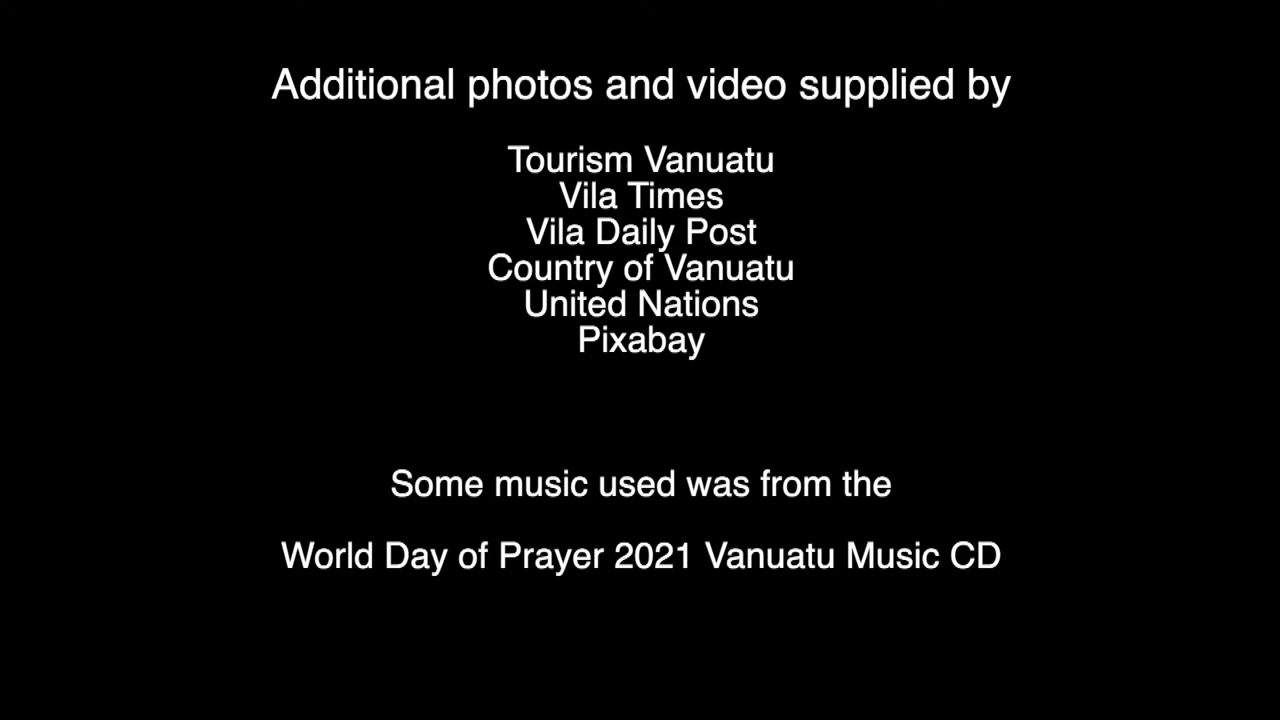 Additional photos and video supplied by
Tourism Vanuatu
Vila Times
Vila Daily Post
Country of Vanuatu
United Nations
Pixabay
Some music used was from the
World Day of Prayer 2021 Vanuatu Music CD